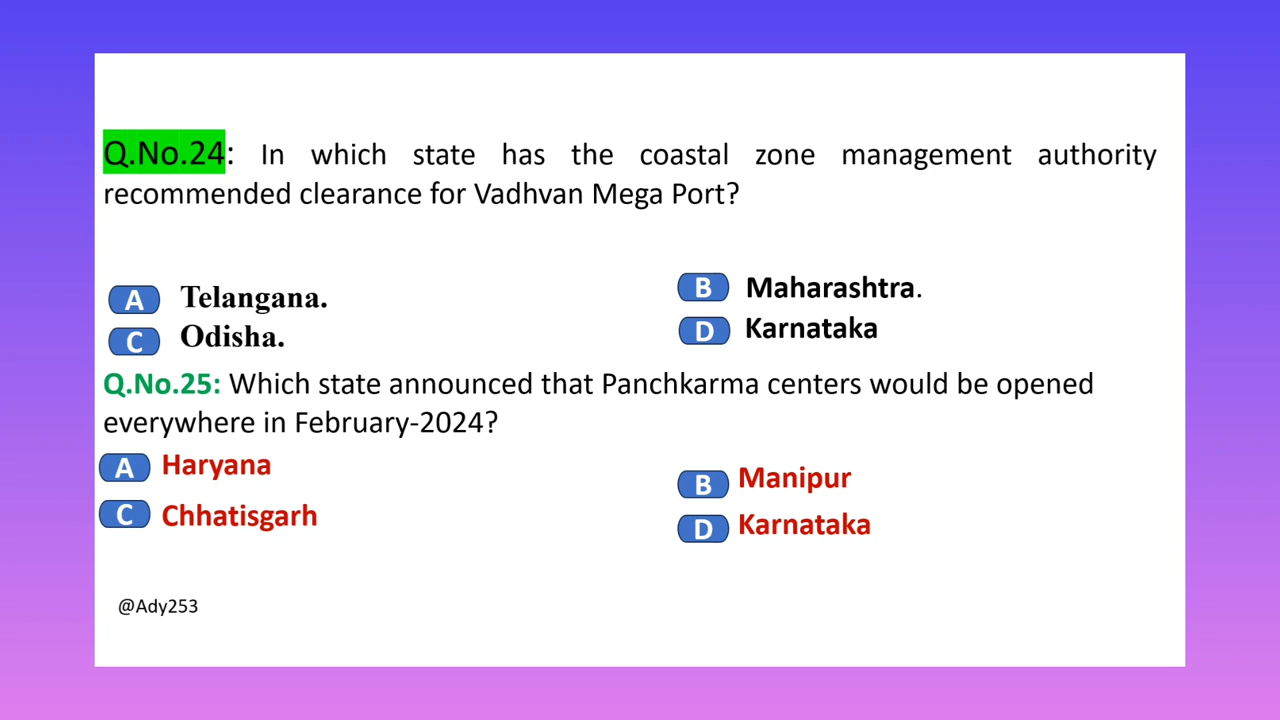 Q.No.24: In which state has the coastal zone management authority
recommended clearance for Vadhvan Mega Port?
A Telangana.
B Maharashtra.
C Odisha.
D Karnataka
Q.No.25: Which state announced that Panchkarma centers would be opened
everywhere in February-2024?
A Haryana
B Manipur
C Chhatisgarh
D Karnataka
@Ady253